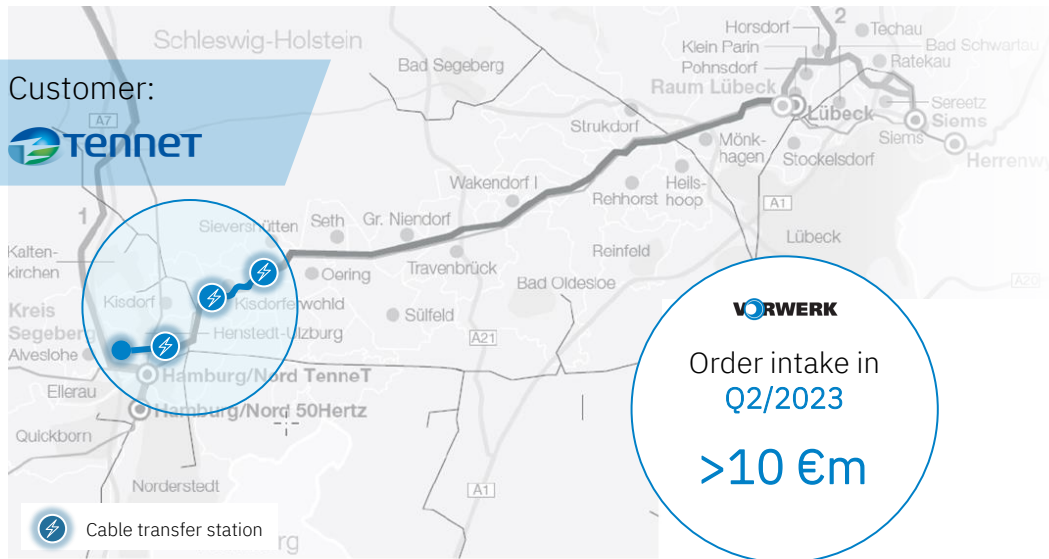 Schleswig-Holstein
Customer:
TenneT
A7
1
Kalten-
kirchen
Kreis
Alveslohe
Ellerau
Quickborn
Norderstedt
Kisdorf
Kisdorferwohld
Henstedt-Ulzburg
Hamburg/Nord TenneT
Hamburg/Nord 50Hertz
Sievershütten
Seth
Gr. Niendorf
Oering
Travenbrück
Sülfeld
A21
A1
Bad Segeberg
Wakendorf I
Strukdorf
Rehhorst
Heils-
hoop
Mönk-
hagen
Reinfeld
Bad Oldesloe
Horsdorf
Klein Parin
Pohnsdorf
Raum Lübeck
2
Techau
Bad Schwartau
Ratekau
Sereetz
Lübeck
Siems
Siems
Stockelsdorf
A1
Lübeck
A20
VORWERK
Order intake in
Q2/2023
>10 €m
Cable transfer station